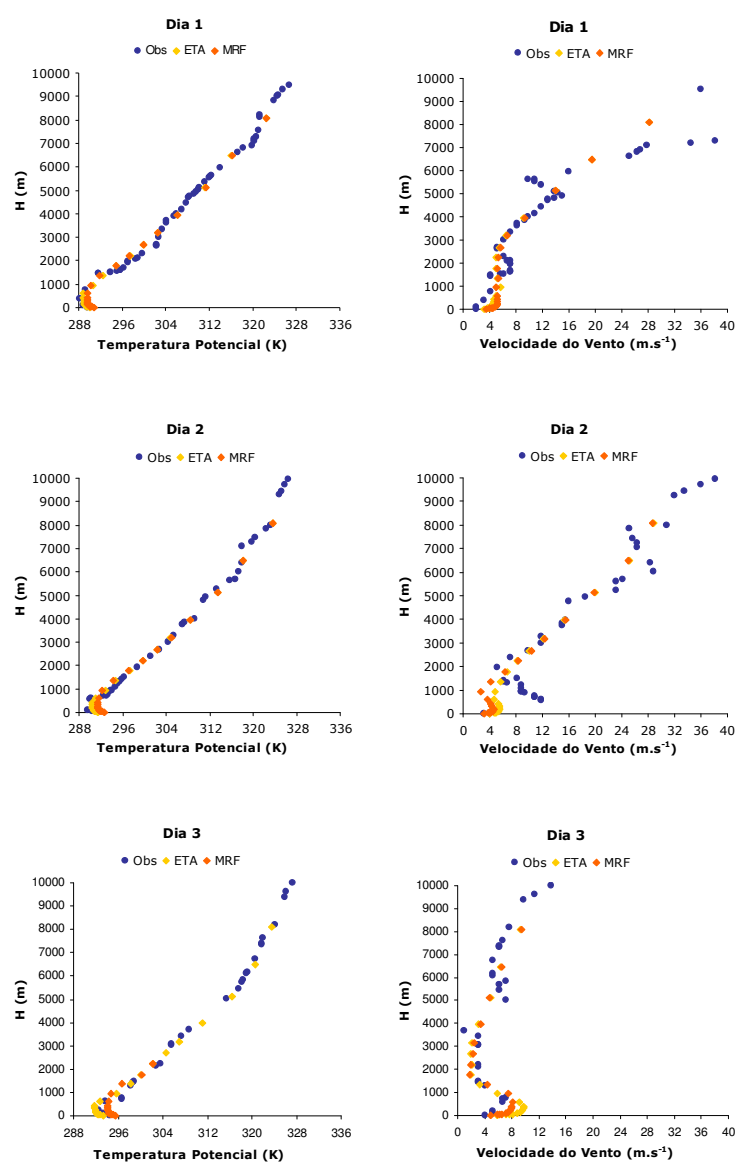 Dia 1
Obs ETA MRF
10000
9000
8000
7000
6000
5000
4000
3000
2000
1000
0
H (m)
288 296 304 312 320 328 336
Temperatura Potencial (K)
Dia 1
Obs ETA MRF
10000
9000
8000
7000
6000
5000
4000
3000
2000
1000
0
H (m)
0 4 8 12 16 20 24 28 32 36 40
Velocidade do Vento (m.s⁻¹)
Dia 2
Obs ETA MRF
10000
9000
8000
7000
6000
5000
4000
3000
2000
1000
0
H (m)
288 296 304 312 320 328 336
Temperatura Potencial (K)
Dia 2
Obs ETA MRF
10000
9000
8000
7000
6000
5000
4000
3000
2000
1000
0
H (m)
0 4 8 12 16 20 24 28 32 36 40
Velocidade do Vento (m.s⁻¹)
Dia 3
Obs ETA MRF
10000
9000
8000
7000
6000
5000
4000
3000
2000
1000
0
H (m)
288 296 304 312 320 328 336
Temperatura Potencial (K)
Dia 3
Obs ETA MRF
10000
9000
8000
7000
6000
5000
4000
3000
2000
1000
0
H (m)
0 4 8 12 16 20 24 28 32 36 40
Velocidade do Vento (m.s⁻¹)